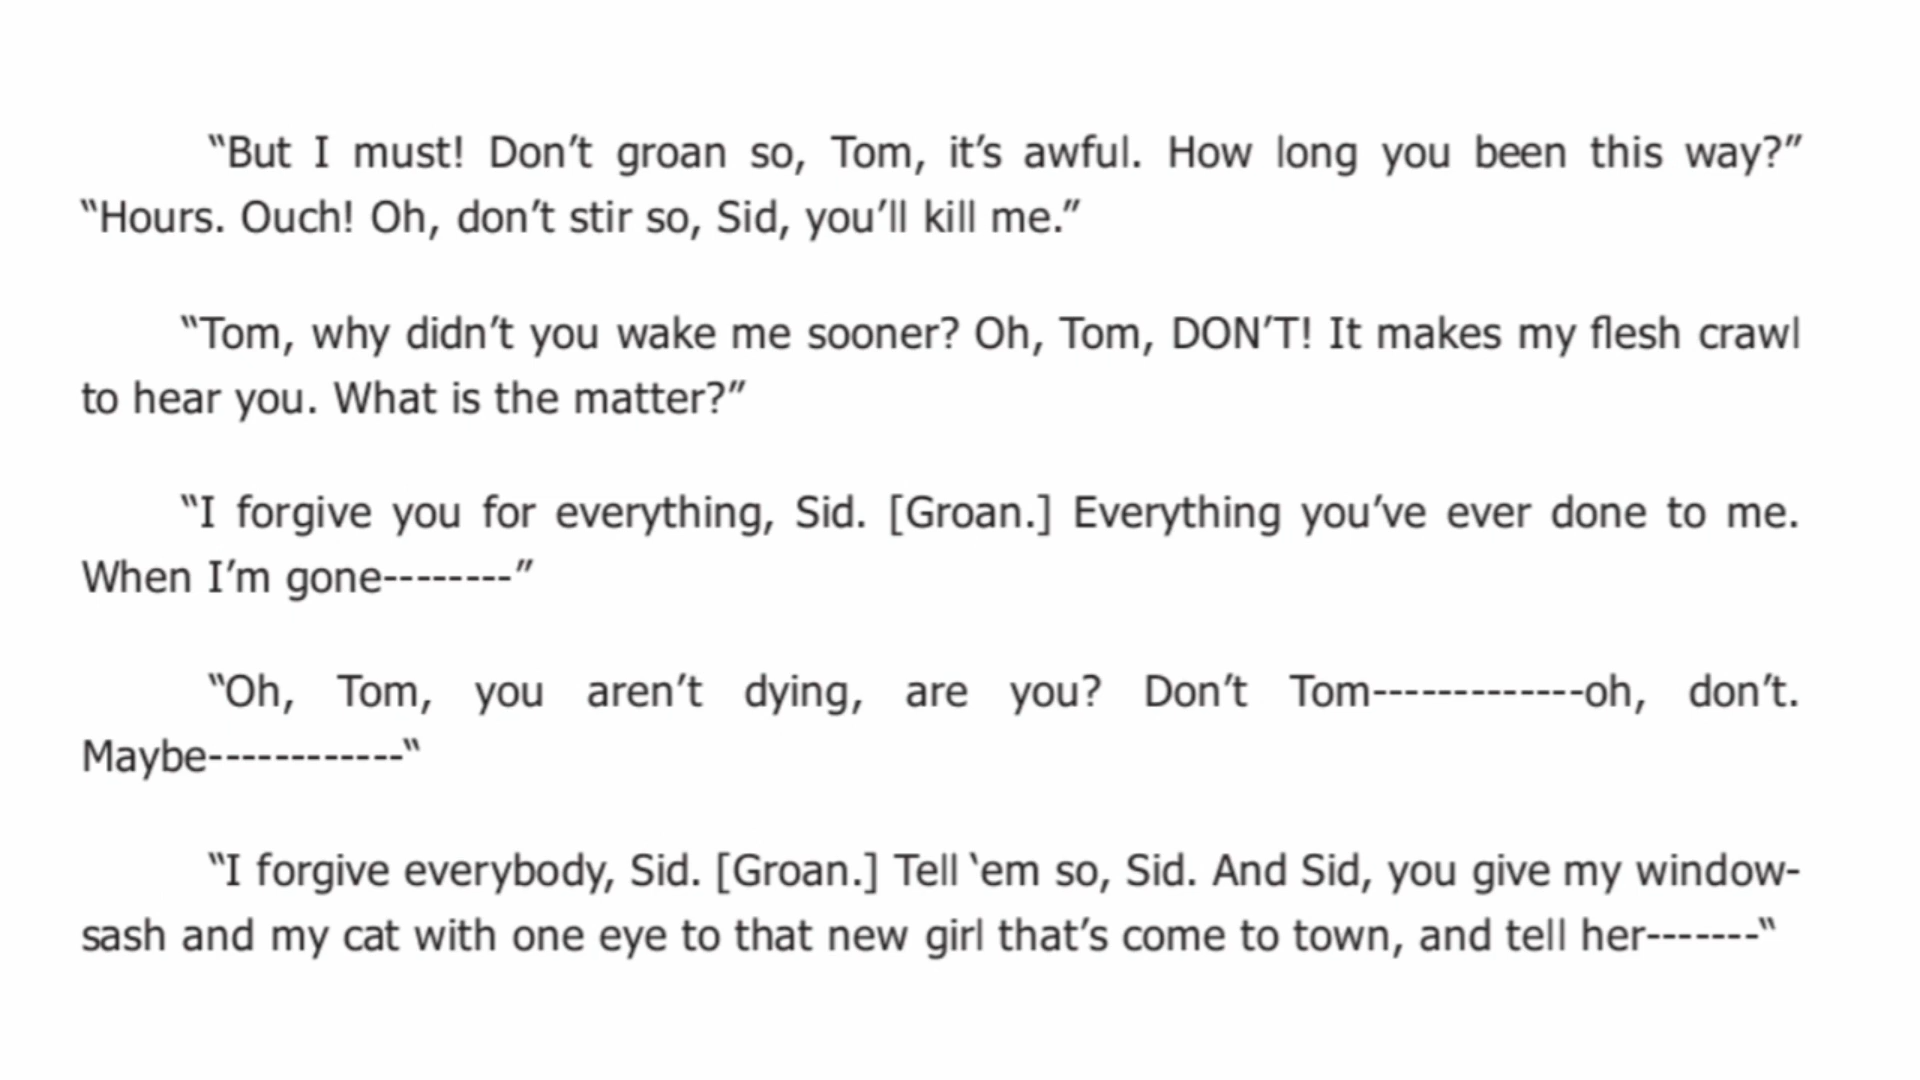 “But I must! Don’t groan so, Tom, it’s awful. How long you been this way?”
“Hours. Ouch! Oh, don’t stir so, Sid, you’ll kill me.”
“Tom, why didn’t you wake me sooner? Oh, Tom, DON’T! It makes my flesh crawl
to hear you. What is the matter?”
“I forgive you for everything, Sid. [Groan.] Everything you’ve ever done to me.
When I’m gone--------”
“Oh, Tom, you aren’t dying, are you? Don’t Tom-------------oh, don’t.
Maybe------------“
“I forgive everybody, Sid. [Groan.] Tell ‘em so, Sid. And Sid, you give my window-
sash and my cat with one eye to that new girl that’s come to town, and tell her-------“